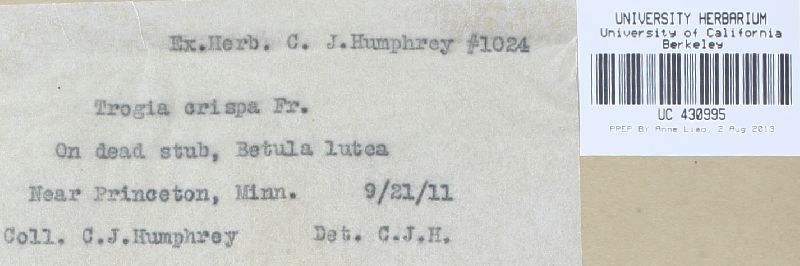 Ex.Herb. C. J.Humphrey #1024
Trogia crispa Fr.
On dead stub, Betula lutea
Near Princeton, Minn. 9/21/11
Coll. C.J.Humphrey Det. C.J.H.
UNIVERSITY HERBARIUM
University of California
Berkeley
UC 430995
PREP BY Anne Liao, 2 Aug 2013